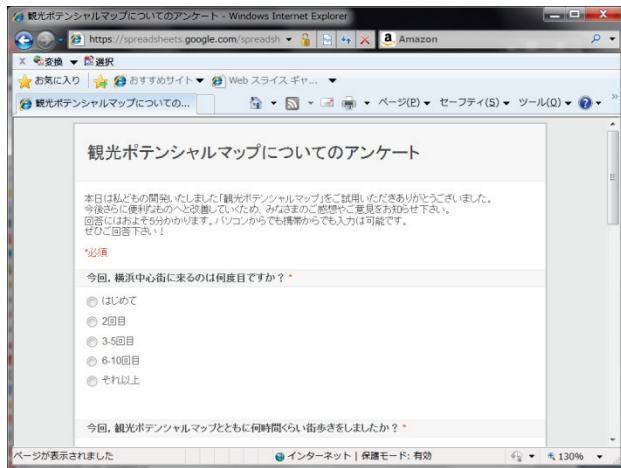 観光ポテンシャルマップについてのアンケート - Windows Internet Explorer
https://spreadsheets.google.com/spreadsh
a Amazon
x 変換 選択
お気に入り おすすめサイト Web スライス ギャ...
観光ポテンシャルマップについての...
ページ(P) セーフティ(S) ツール(O) »
観光ポテンシャルマップについてのアンケート
本日は私どもの開発いたしました「観光ポテンシャルマップ」をご試用いただきありがとうございました。
今後さらに便利なものへと改善していくため、みなさまのご感想やご意見をお知らせ下さい。
回答にはおよそ5分かかります。パソコンからでも携帯からでも入力は可能です。
ぜひご回答下さい！
*必須
今回, 横浜中心街に来るのは何度目ですか？ *
はじめて
2回目
3-5回目
6-10回目
それ以上
今回, 観光ポテンシャルマップとともに何時間くらい街歩きをしましたか？ *
ページが表示されました
インターネット | 保護モード: 有効
130%